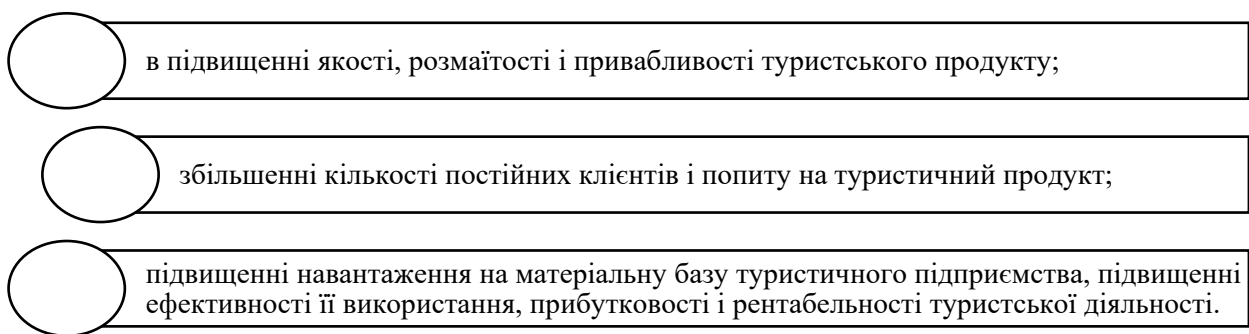 в підвищенні якості, розмаїтості і привабливості туристського продукту;
збільшенні кількості постійних клієнтів і попиту на туристичний продукт;
підвищенні навантаження на матеріальну базу туристичного підприємства, підвищенні
ефективності її використання, прибутковості і рентабельності туристської діяльності.